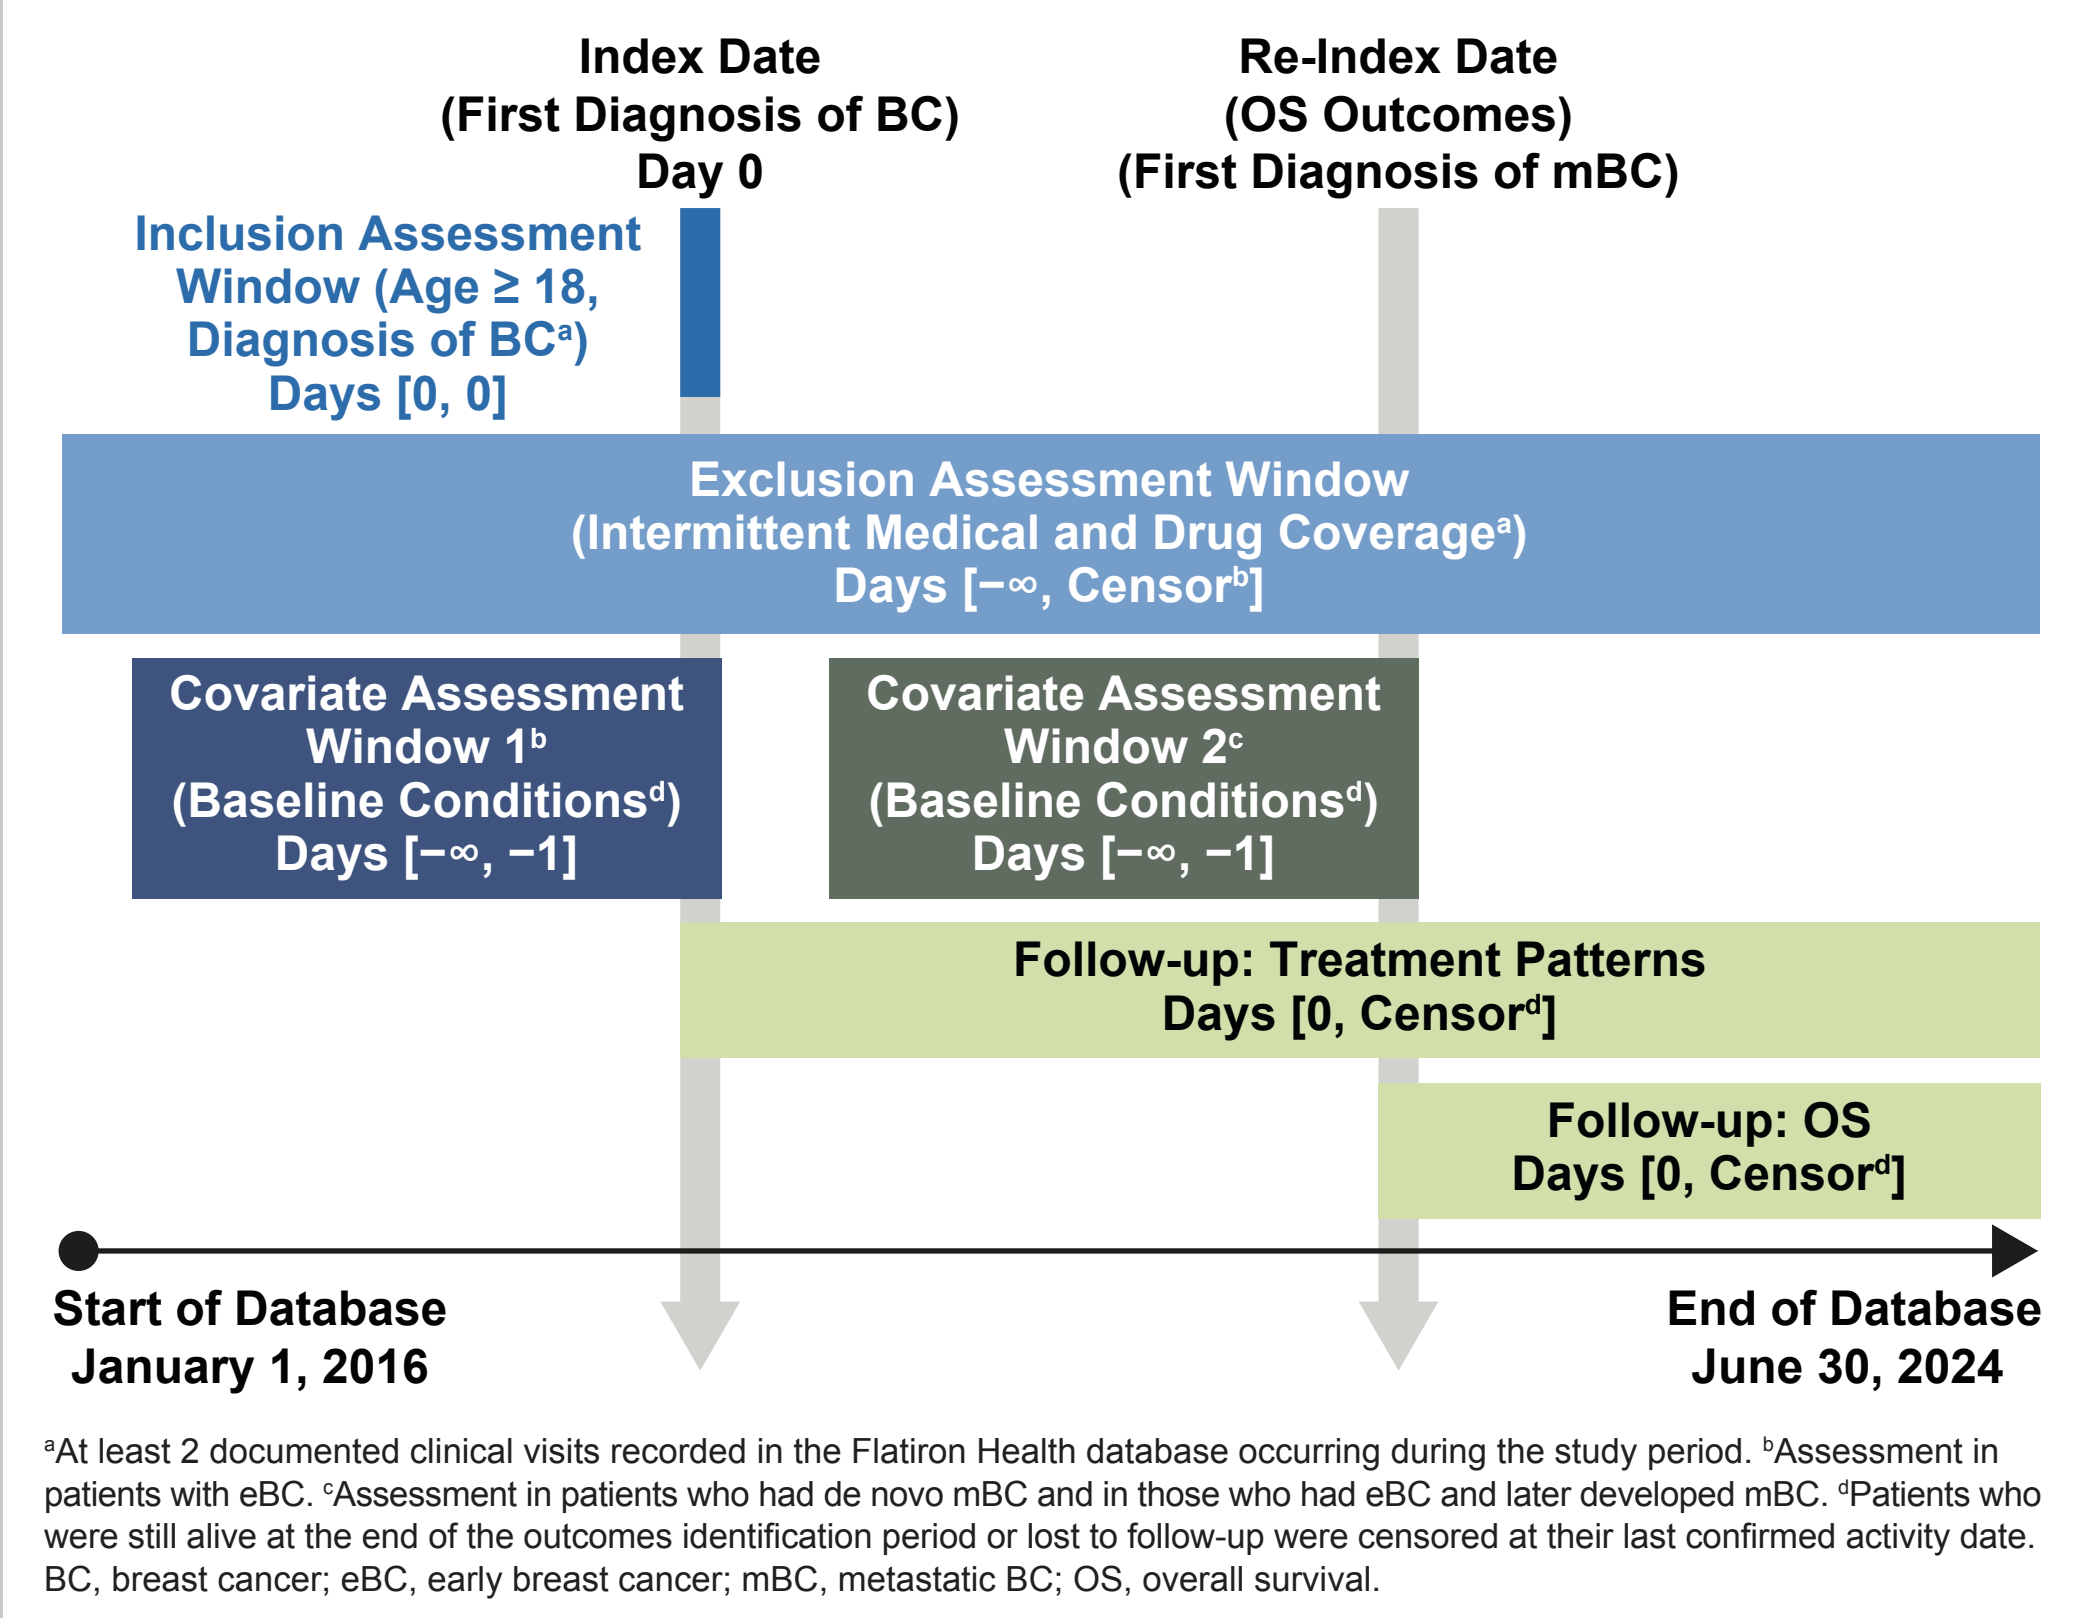 Index Date
(First Diagnosis of BC)
Day 0
Re-Index Date
(OS Outcomes)
(First Diagnosis of mBC)
Inclusion Assessment
Window (Age ≥ 18,
Diagnosis of BCᵃ)
Days [0, 0]
Exclusion Assessment Window
(Intermittent Medical and Drug Coverageᵃ)
Days [−∞, Censorᵇ]
Covariate Assessment
Window 1ᵇ
(Baseline Conditionsᵈ)
Days [−∞, −1]
Covariate Assessment
Window 2ᶜ
(Baseline Conditionsᵈ)
Days [−∞, −1]
Follow-up: Treatment Patterns
Days [0, Censorᵈ]
Follow-up: OS
Days [0, Censorᵈ]
Start of Database
January 1, 2016
End of Database
June 30, 2024
ᵃAt least 2 documented clinical visits recorded in the Flatiron Health database occurring during the study period. ᵇAssessment in
patients with eBC. ᶜAssessment in patients who had de novo mBC and in those who had eBC and later developed mBC. ᵈPatients who
were still alive at the end of the outcomes identification period or lost to follow-up were censored at their last confirmed activity date.
BC, breast cancer; eBC, early breast cancer; mBC, metastatic BC; OS, overall survival.